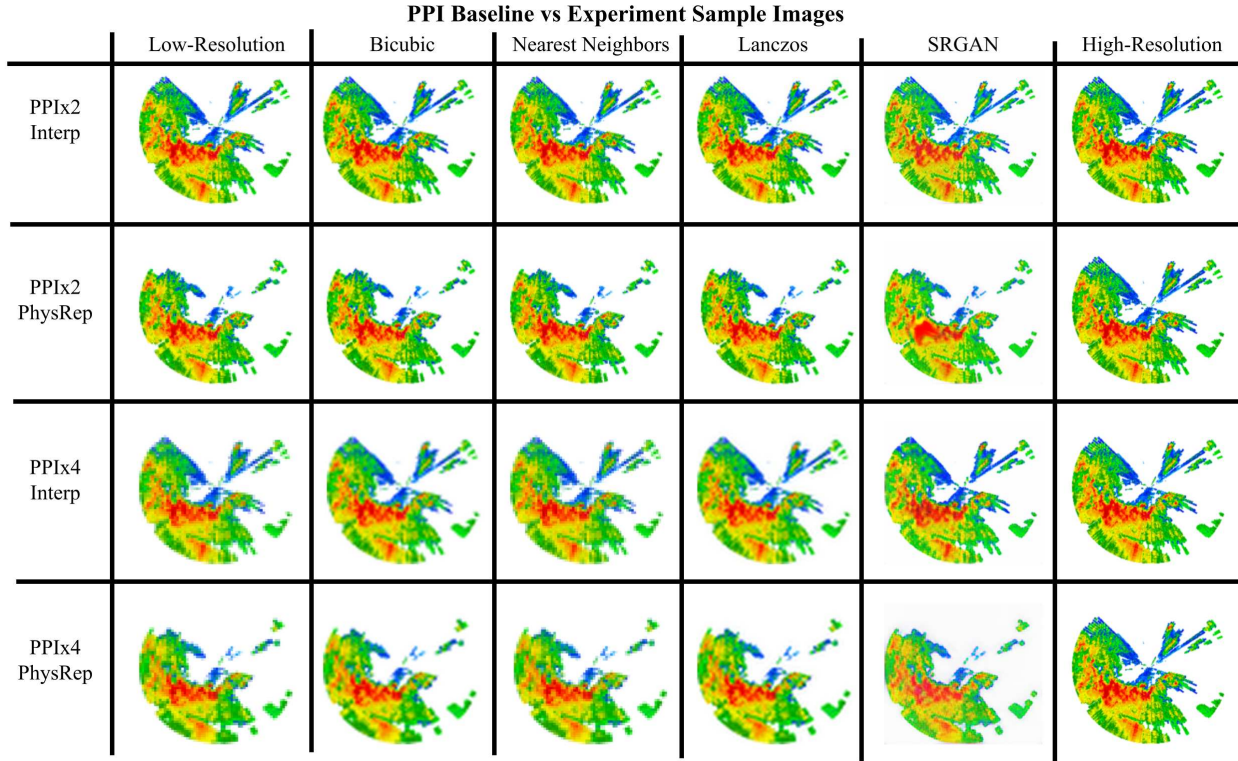 PPI Baseline vs Experiment Sample Images
Low-Resolution Bicubic Nearest Neighbors Lanczos SRGAN High-Resolution
PPIx2
Interp
PPIx2
PhysRep
PPIx4
Interp
PPIx4
PhysRep